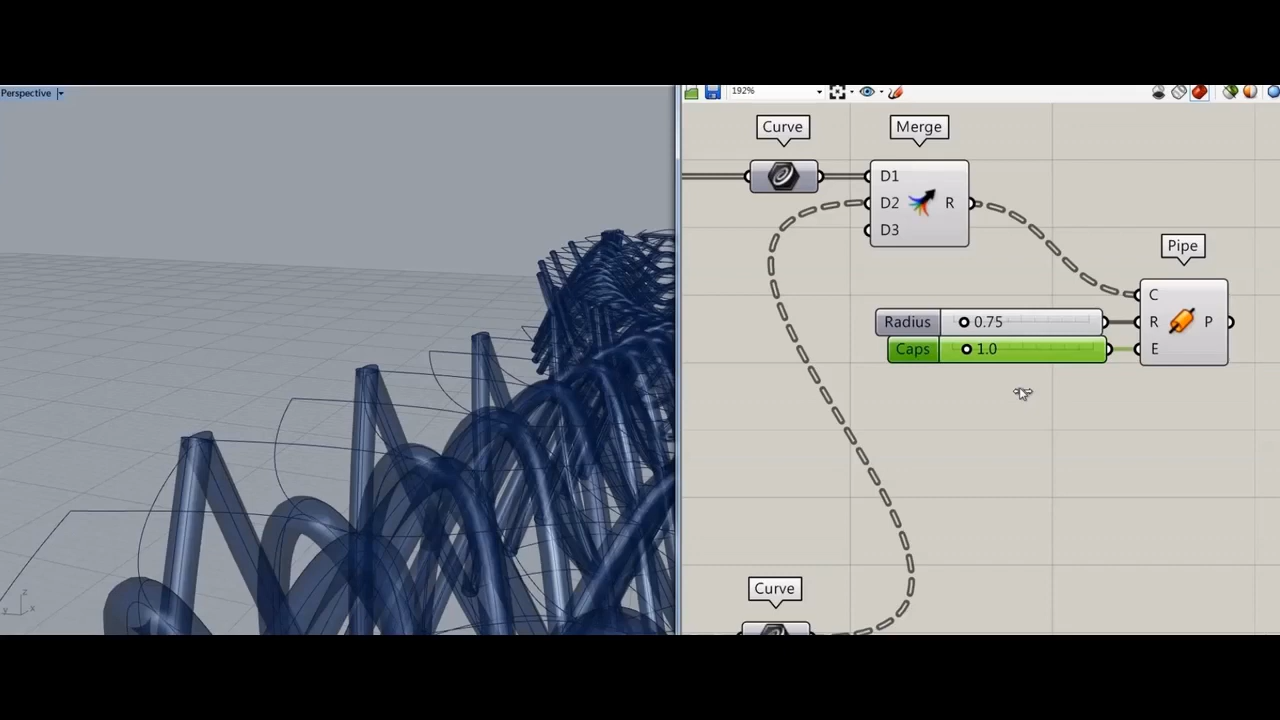 Perspective
192%
Curve
Merge
D1
D2
R
D3
Pipe
C
Radius
0.75
R
P
Caps
1.0
E
Curve
z
y
x